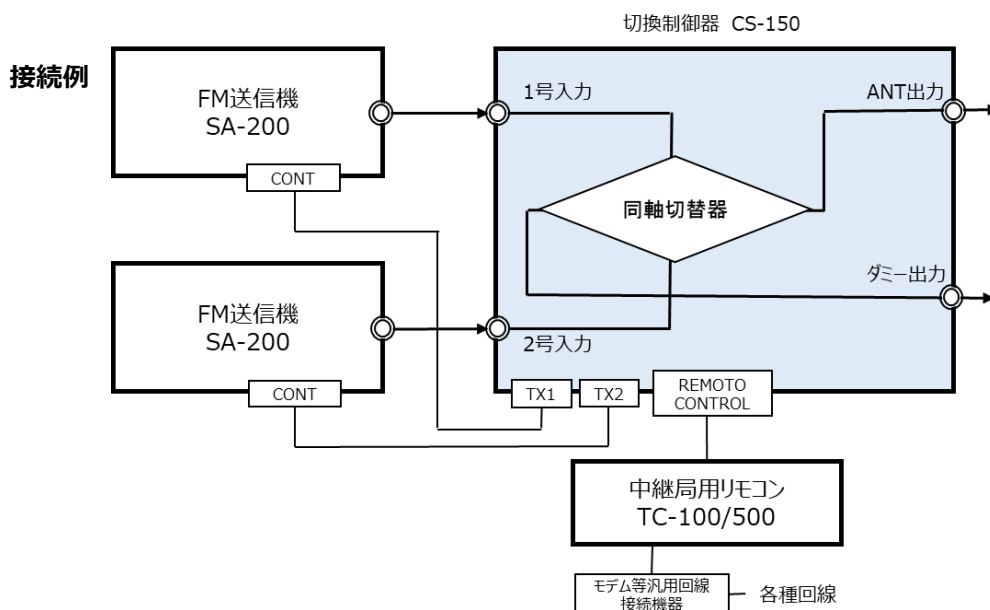 切換制御器 CS-150
接続例
FM送信機
SA-200
CONT
1号入力
ANT出力
同軸切替器
ダミー出力
FM送信機
SA-200
CONT
2号入力
TX1
TX2
REMOTO
CONTROL
中継局用リモコン
TC-100/500
モデム等汎用回線
接続機器
各種回線